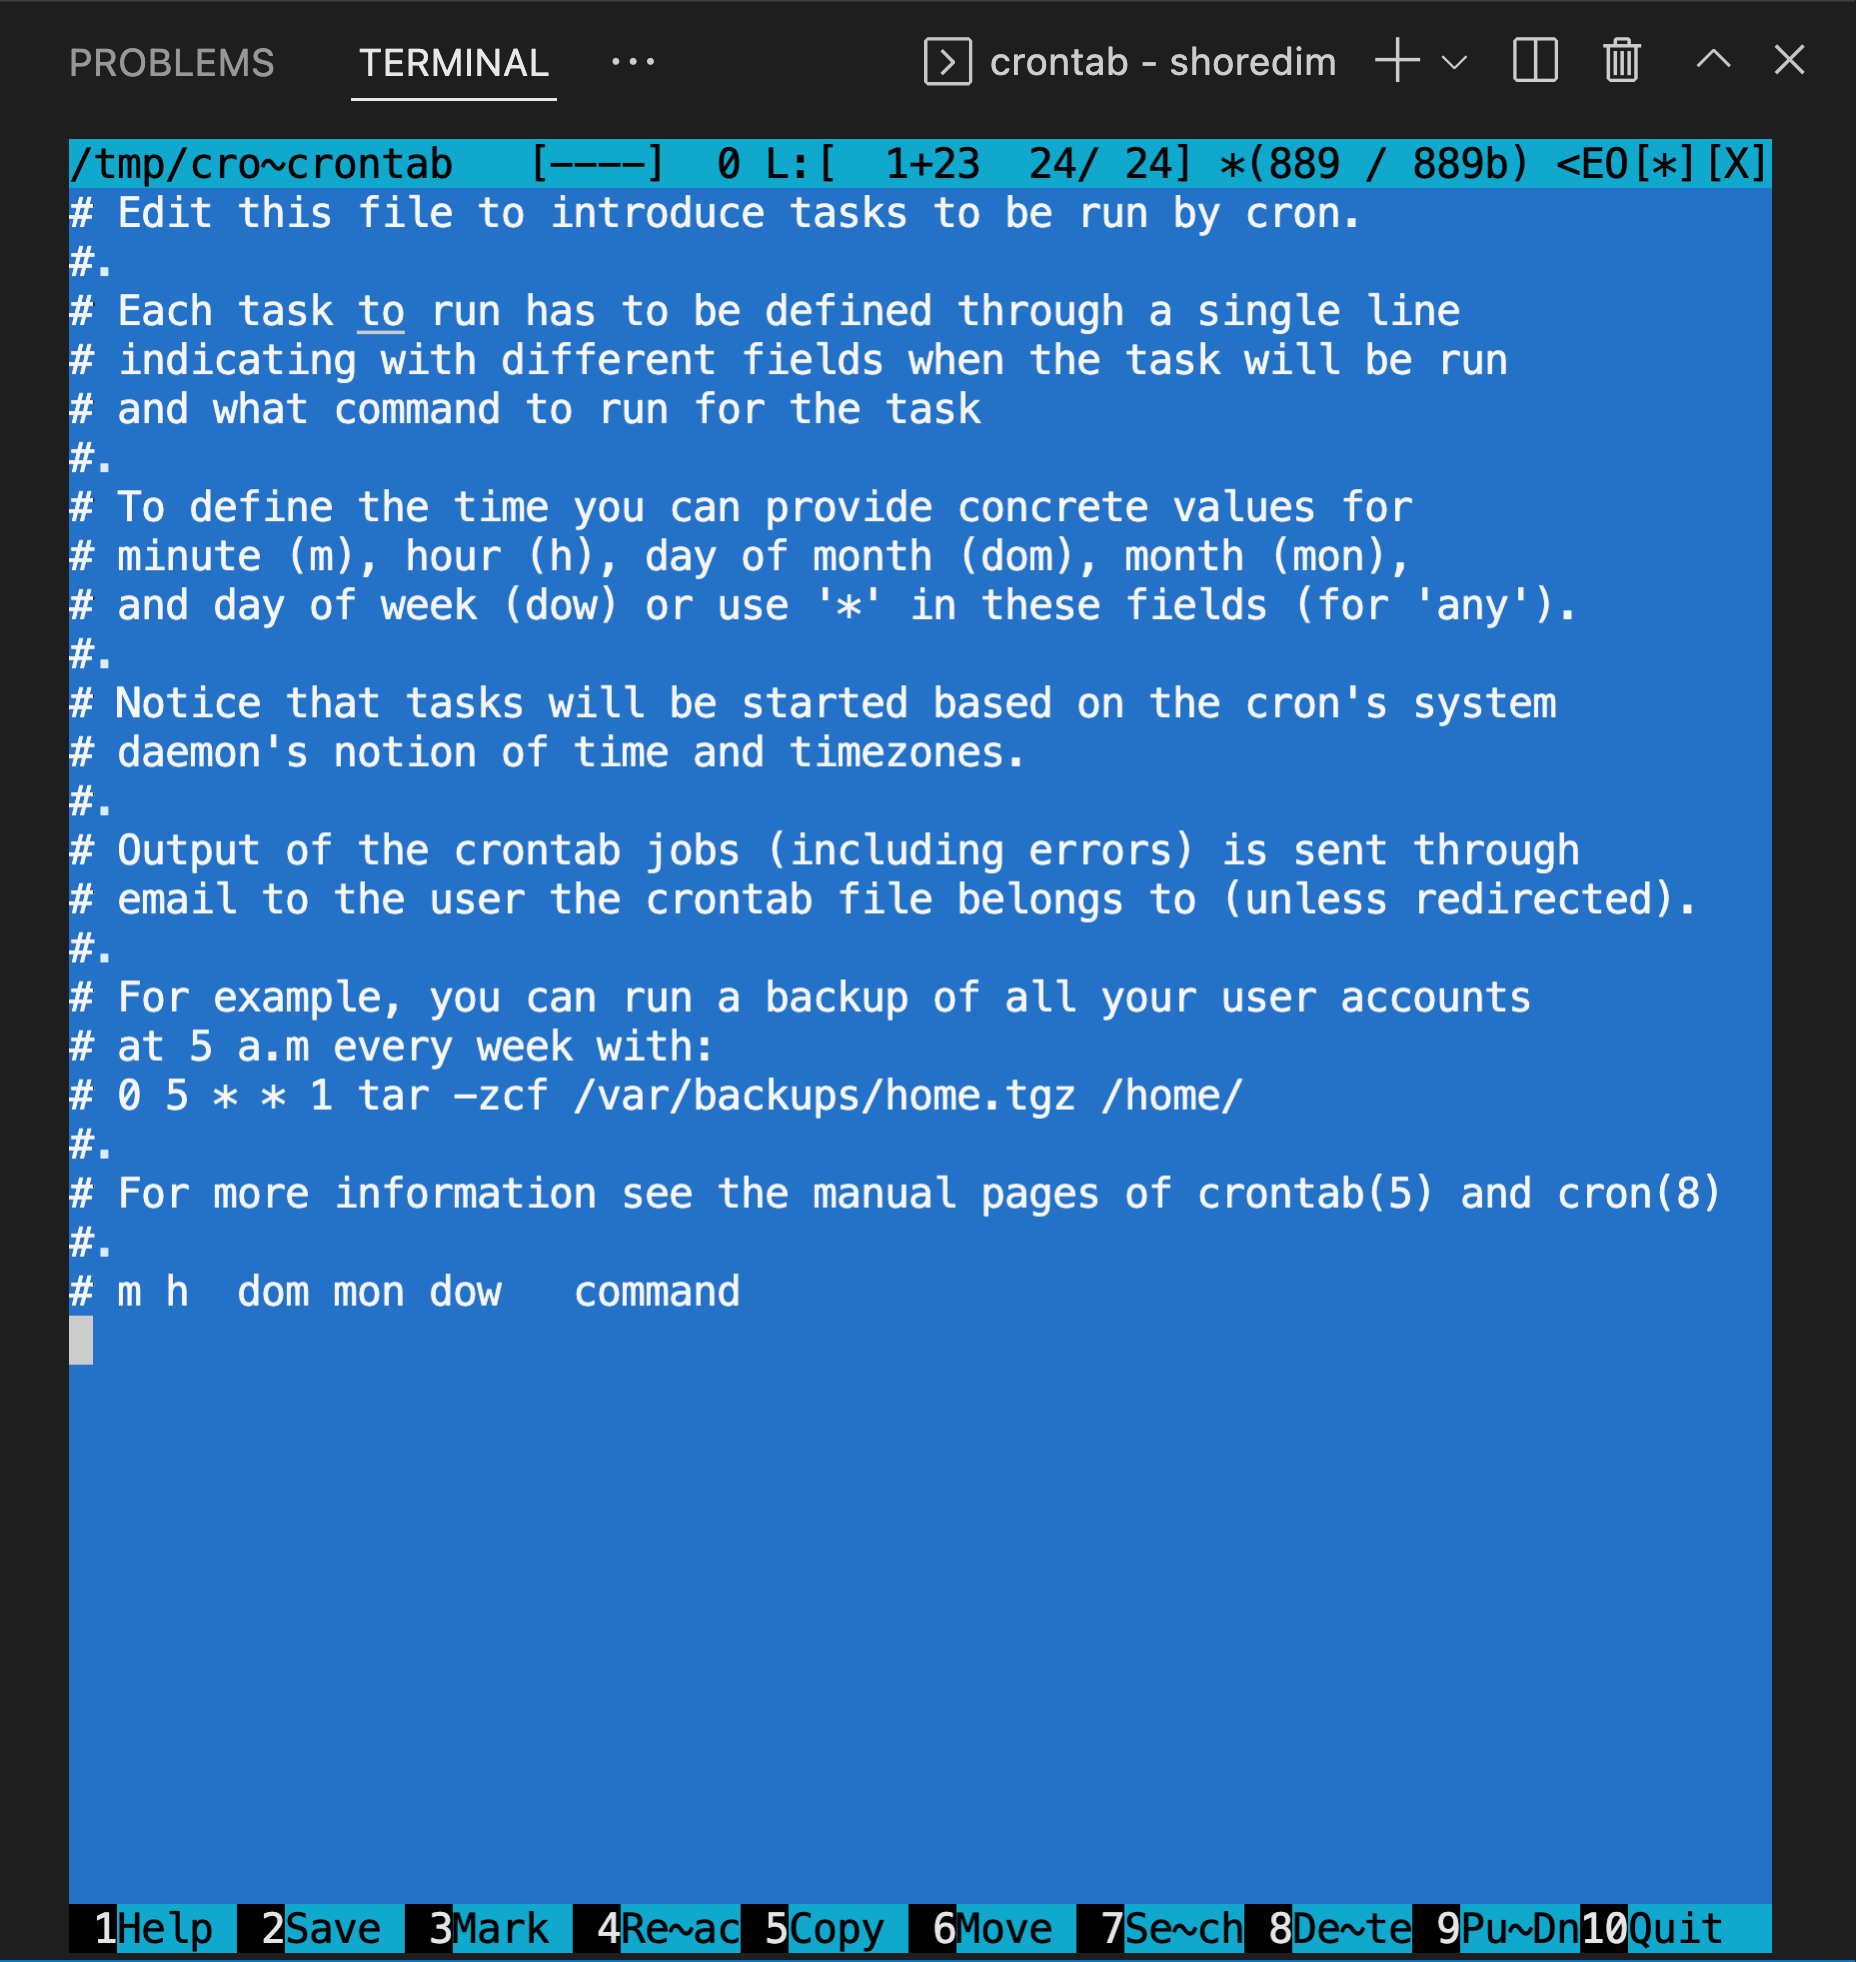 PROBLEMS TERMINAL ··· crontab - shoredim
/tmp/cro~crontab [----] 0 L:[ 1+23 24/ 24] *(889 / 889b) <EO[*][X]
# Edit this file to introduce tasks to be run by cron.
#.
# Each task to run has to be defined through a single line
# indicating with different fields when the task will be run
# and what command to run for the task
#.
# To define the time you can provide concrete values for
# minute (m), hour (h), day of month (dom), month (mon),
# and day of week (dow) or use '*' in these fields (for 'any').
#.
# Notice that tasks will be started based on the cron's system
# daemon's notion of time and timezones.
#.
# Output of the crontab jobs (including errors) is sent through
# email to the user the crontab file belongs to (unless redirected).
#.
# For example, you can run a backup of all your user accounts
# at 5 a.m every week with:
# 0 5 * * 1 tar -zcf /var/backups/home.tgz /home/
#.
# For more information see the manual pages of crontab(5) and cron(8)
#.
# m h  dom mon dow   command
1Help 2Save 3Mark 4Re~ac 5Copy 6Move 7Se~ch 8De~te 9Pu~Dn 10Quit